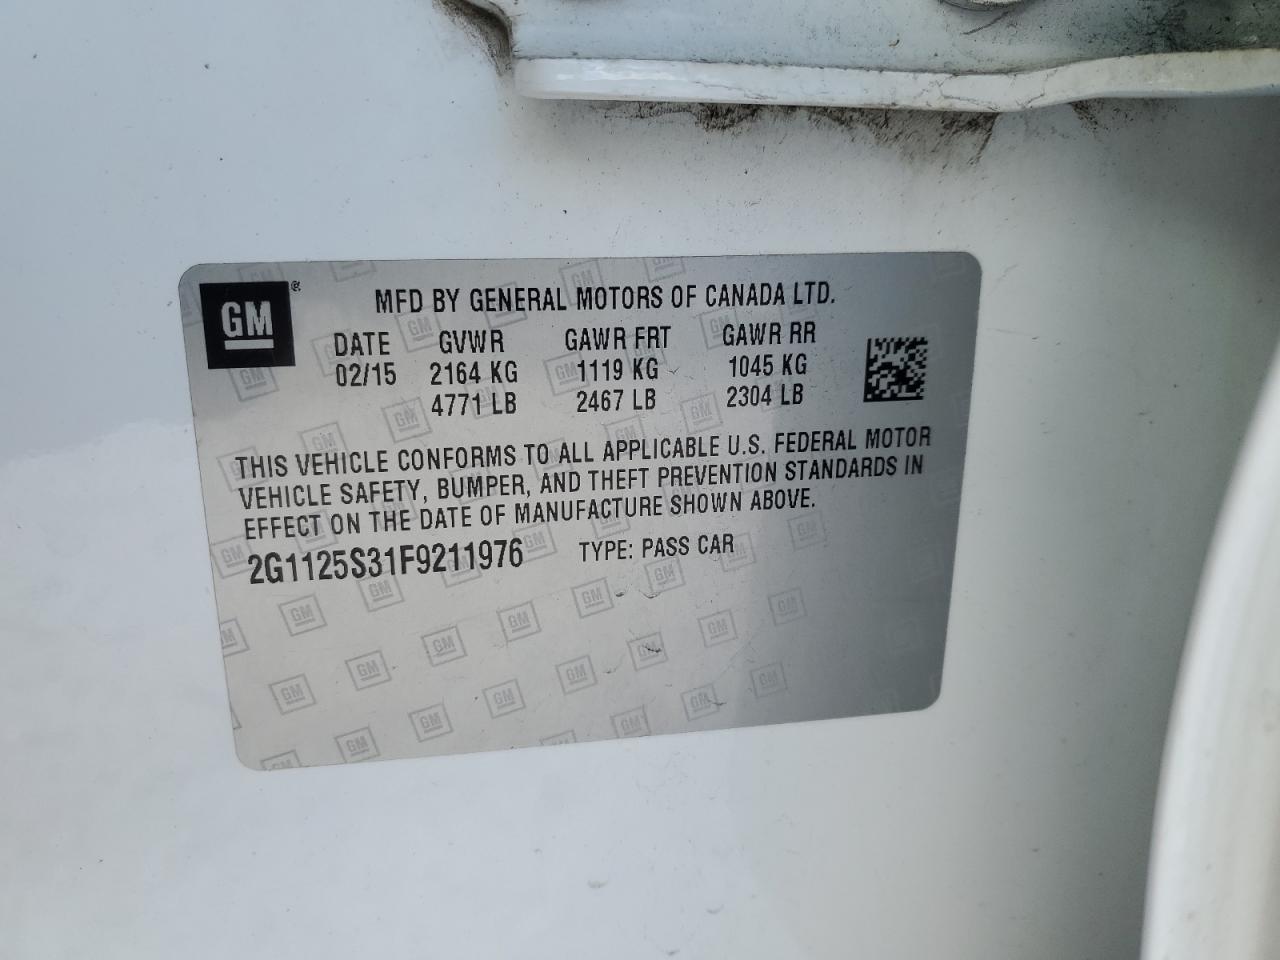 GM
MFD BY GENERAL MOTORS OF CANADA LTD.
DATE GVWR GAWR FRT GAWR RR
02/15 2164 KG 1119 KG 1045 KG
4771 LB 2467 LB 2304 LB
THIS VEHICLE CONFORMS TO ALL APPLICABLE U.S. FEDERAL MOTOR
VEHICLE SAFETY, BUMPER, AND THEFT PREVENTION STANDARDS IN
EFFECT ON THE DATE OF MANUFACTURE SHOWN ABOVE.
2G1125S31F9211976 TYPE: PASS CAR